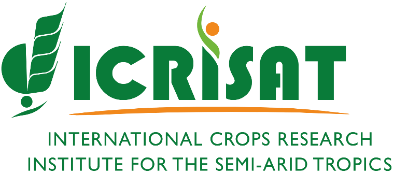 ICRISAT
INTERNATIONAL CROPS RESEARCH
INSTITUTE FOR THE SEMI-ARID TROPICS